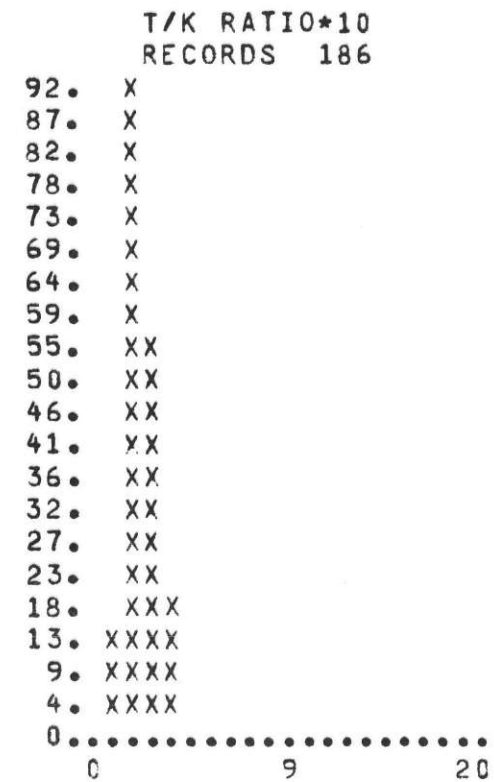 T/K RATIO*10
RECORDS 186
92. X
87. X
82. X
78. X
73. X
69. X
64. X
59. X
55. XX
50. XX
46. XX
41. XX
36. XX
32. XX
27. XX
23. XX
18. XXX
13. XXXX
9. XXXX
4. XXXX
0.....................
0 9 20